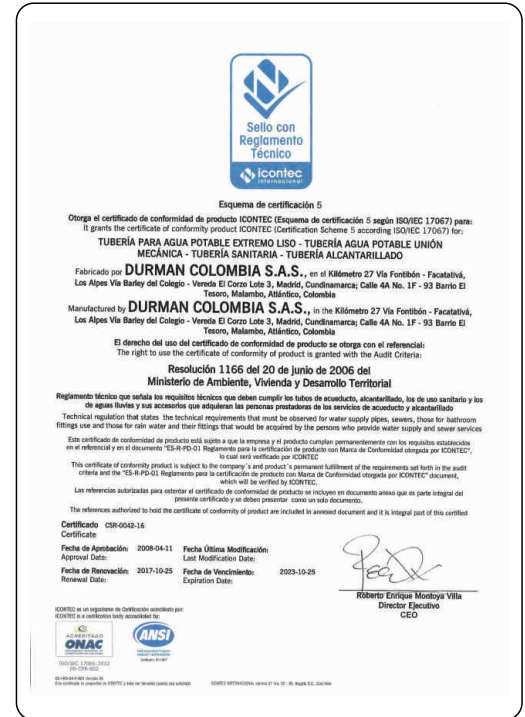 Sello con
Reglamento
Técnico
icontec
internacional
Esquema de certificación 5
Otorga el certificado de conformidad de producto ICONTEC (Esquema de certificación 5 según ISO/IEC 17067) para:
It grants the certificate of conformity product ICONTEC (Certification Scheme 5 according ISO/IEC 17067) for:
TUBERÍA PARA AGUA POTABLE EXTREMO LISO - TUBERÍA AGUA POTABLE UNIÓN
MECÁNICA - TUBERÍA SANITARIA - TUBERÍA ALCANTARILLADO
Fabricado por DURMAN COLOMBIA S.A.S., en el Kilómetro 27 Vía Fontibón - Facatativá,
Los Alpes Vía Barley del Colegio - Vereda El Corzo Lote 3, Madrid, Cundinamarca; Calle 4A No. 1F - 93 Barrio El
Tesoro, Malambo, Atlántico, Colombia
Manufactured by DURMAN COLOMBIA S.A.S., in the Kilómetro 27 Vía Fontibón - Facatativá,
Los Alpes Vía Barley del Colegio - Vereda El Corzo Lote 3, Madrid, Cundinamarca; Calle 4A No. 1F - 93 Barrio El
Tesoro, Malambo, Atlántico, Colombia
El derecho del uso del certificado de conformidad de producto se otorga con el referencial:
The right to use the certificate of conformity of product is granted with the Audit Criteria:
Resolución 1166 del 20 de junio de 2006 del
Ministerio de Ambiente, Vivienda y Desarrollo Territorial
Reglamento técnico que señala los requisitos técnicos que deben cumplir los tubos de acueducto, alcantarillado, los de uso sanitario y los
de aguas lluvias y sus accesorios que adquieran las personas prestadoras de los servicios de acueducto y alcantarillado
Technical regulation that states the technical requirements that must be observed for water supply pipes, sewers, those for bathroom
fittings use and those for rain water and their fittings that would be acquired by the persons who provide water supply and sewer services
Este certificado de conformidad de producto está sujeto a que la empresa y el producto cumplan permanentemente con los requisitos establecidos
en el referencial y en el documento "ES-R-PD-01 Reglamento para la certificación de producto con Marca de Conformidad otorgada por ICONTEC",
lo cual será verificado por ICONTEC
This certificate of conformity product is subject to the company´s and product´s permanent fulfillment of the requirements set forth in the audit
criteria and the "ES-R-PD-01 Reglamento para la certificación de producto con Marca de Conformidad otorgada por ICONTEC" document,
which will be verified by ICONTEC.
Las referencias autorizadas para ostentar el certificado de conformidad de producto se incluyen en documento anexo que es parte integral del
presente certificado y se deben presentar como un solo documento.
The references authorized to hold the certificate of conformity of product are included in annexed document and it is integral part of this certified
Certificado CSR-0042-16
Certificate
Fecha de Aprobación: 2008-04-11 Fecha Última Modificación:
Approval Date: Last Modification Date:
Fecha de Renovación: 2017-10-25 Fecha de Vencimiento: 2023-10-25
Renewal Date: Expiration Date:
Roberto Enrique Montoya Villa
Director Ejecutivo
CEO
ICONTEC es un organismo de Certificación acreditado por:
ICONTEC is a certification body accredited by:
ACREDITADO
ONAC
ANSI
ISO/IEC 17065:2012